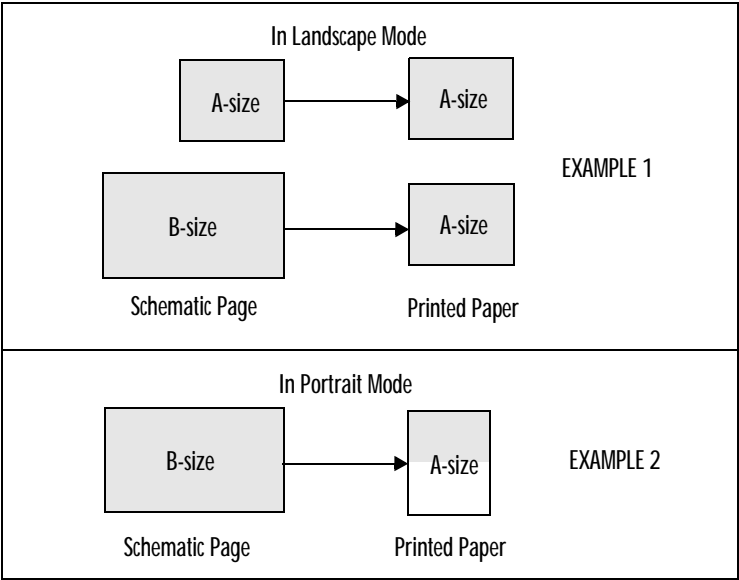 In Landscape Mode
A-size A-size
EXAMPLE 1
B-size A-size
Schematic Page Printed Paper
In Portrait Mode
B-size A-size EXAMPLE 2
Schematic Page Printed Paper